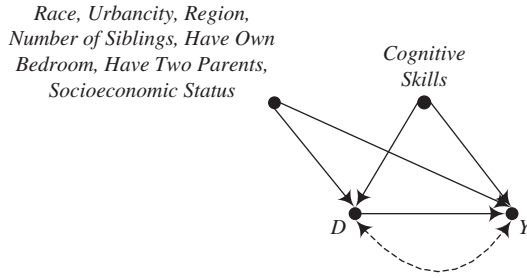 Race, Urbancity, Region,
Number of Siblings, Have Own
Bedroom, Have Two Parents,
Socioeconomic Status
Cognitive
Skills
D
Y